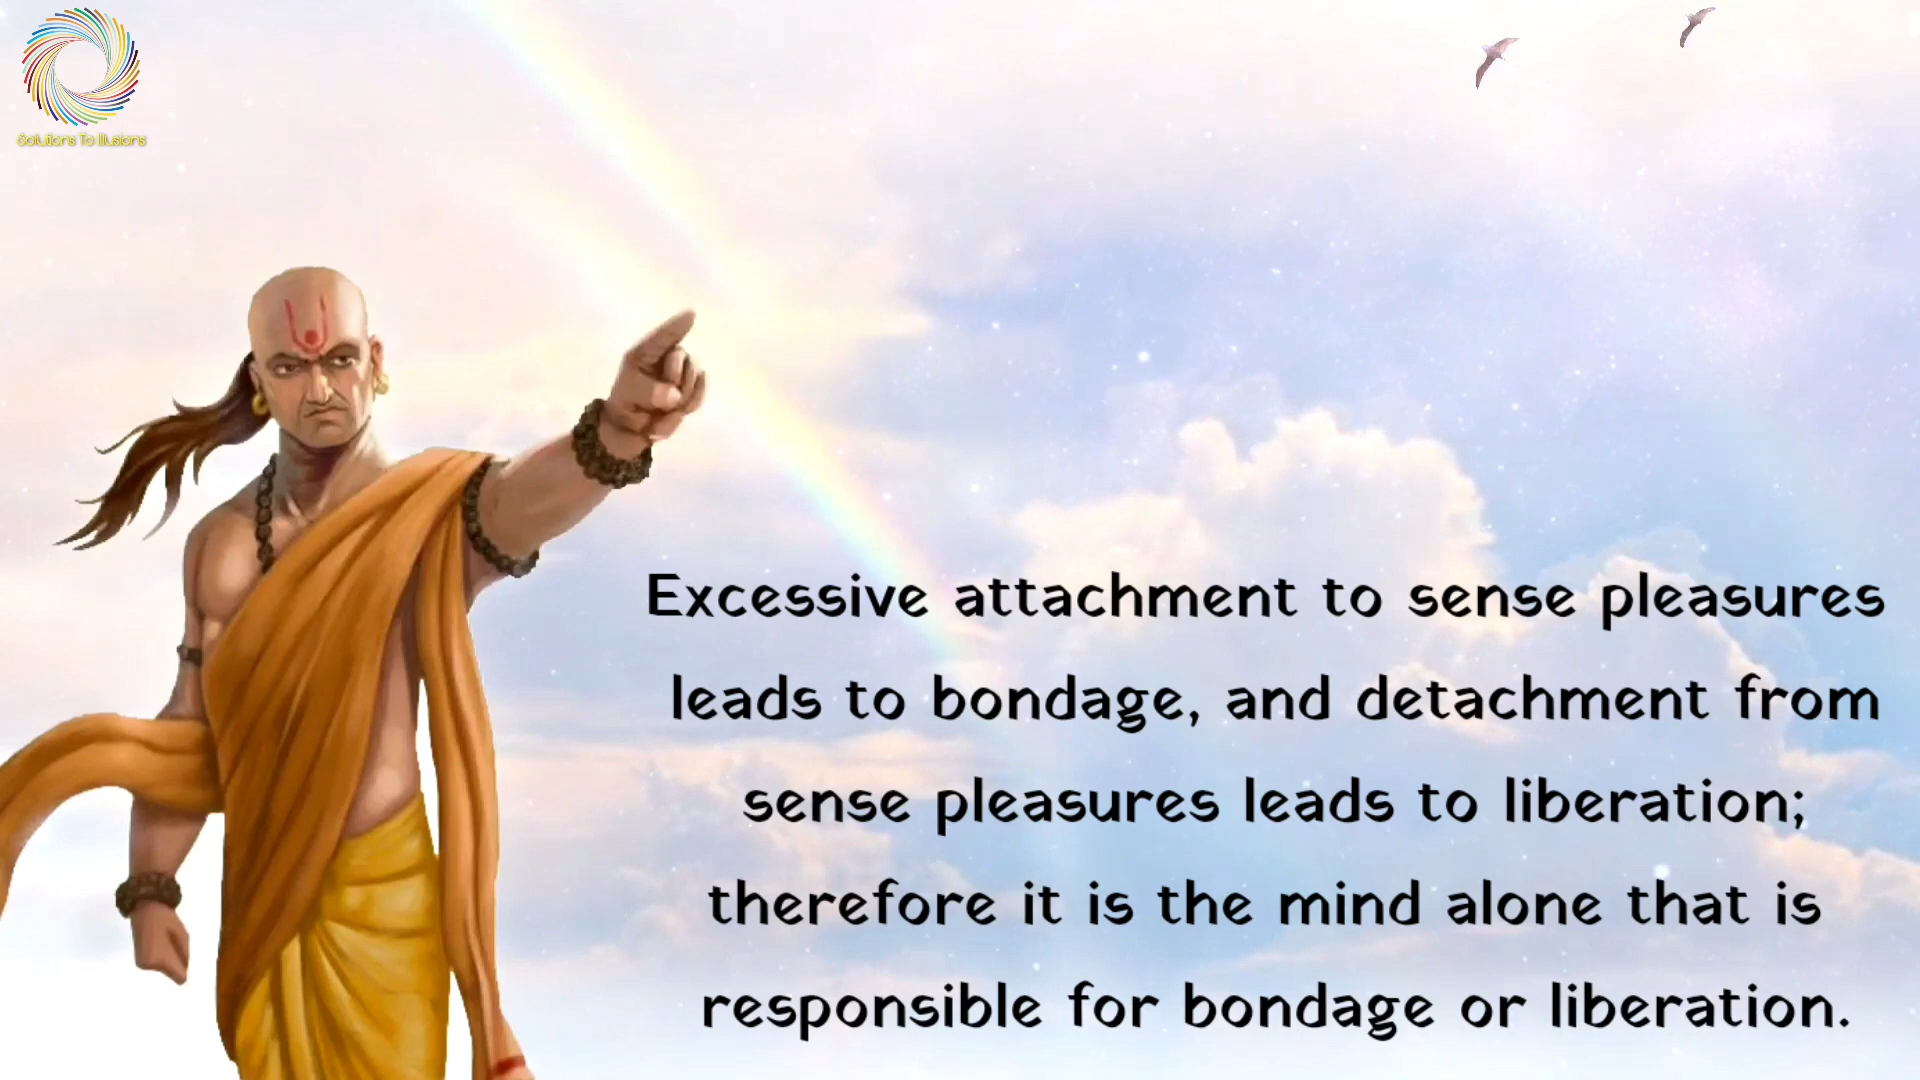 Solutions To Illusions
Excessive attachment to sense pleasures
leads to bondage, and detachment from
sense pleasures leads to liberation;
therefore it is the mind alone that is
responsible for bondage or liberation.